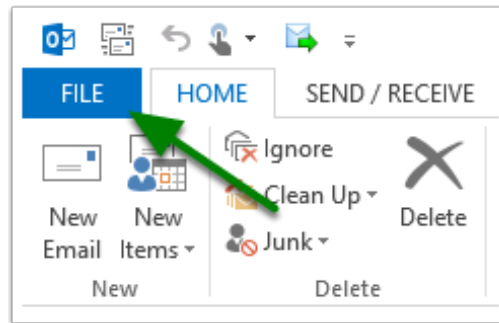 FILE HOME SEND / RECEIVE
New
Email
New
Items
Ignore
Clean Up
Junk
Delete
New Delete